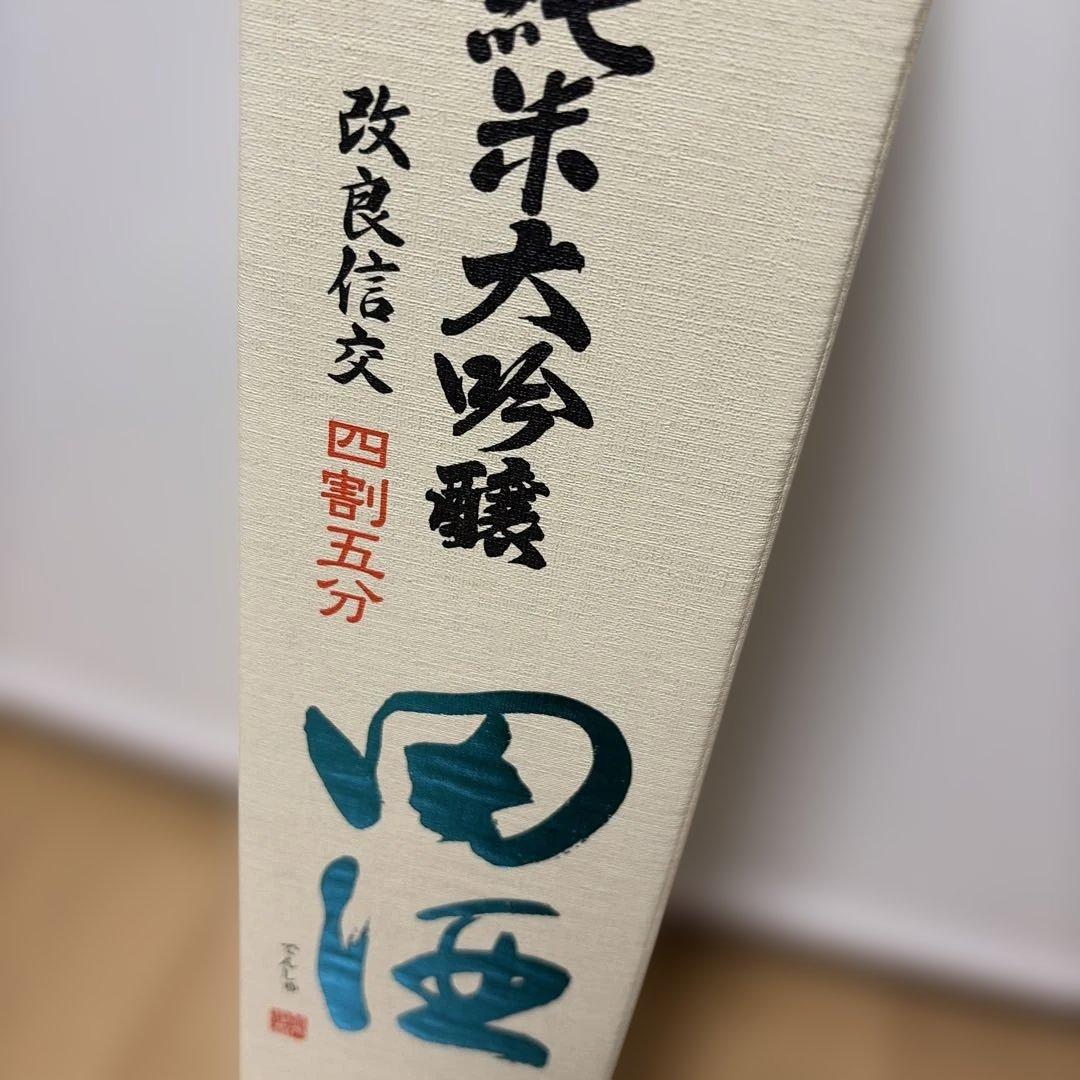 純米大吟醸
改良信交
四割五分
田酒
でんしゅ